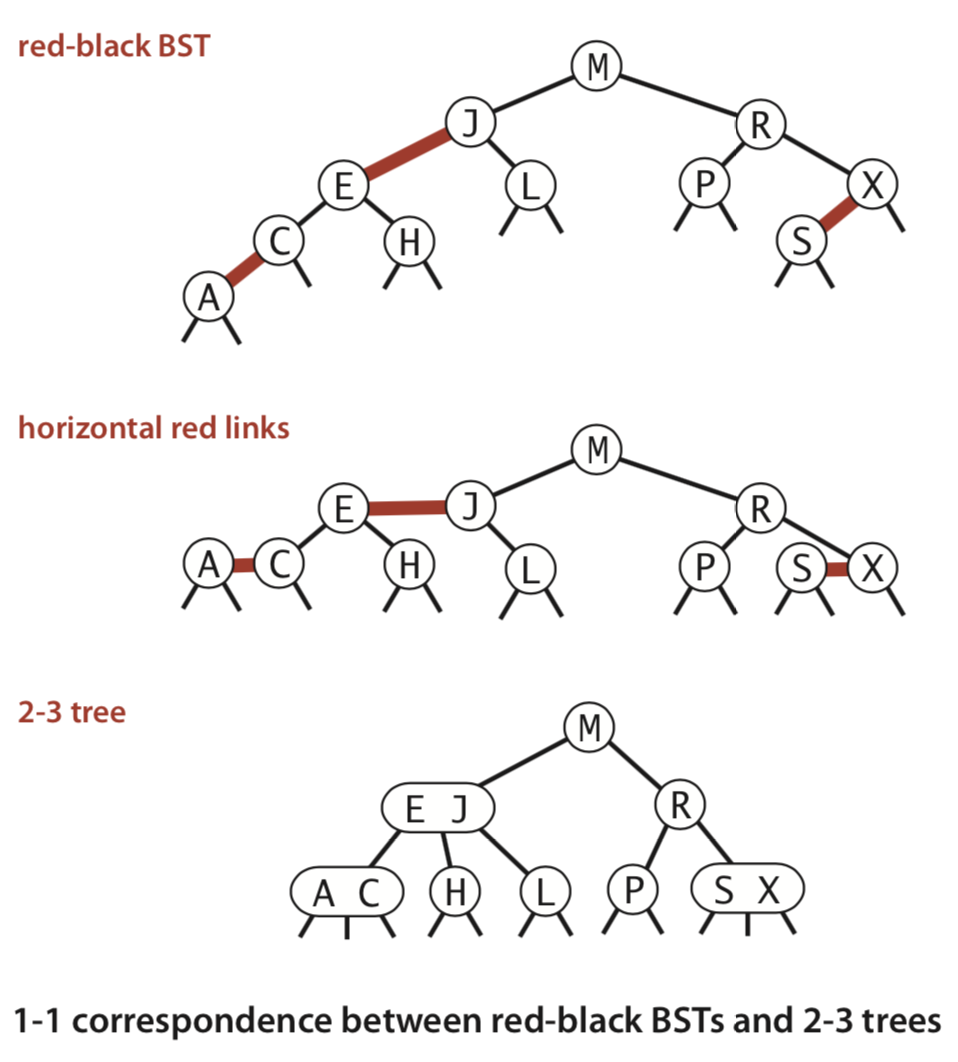 red-black BST
M
J
R
E
L
P
X
C
H
S
A
horizontal red links
M
E J R
A C H L P S X
2-3 tree
M
E J R
A C H L P S X
1-1 correspondence between red-black BSTs and 2-3 trees